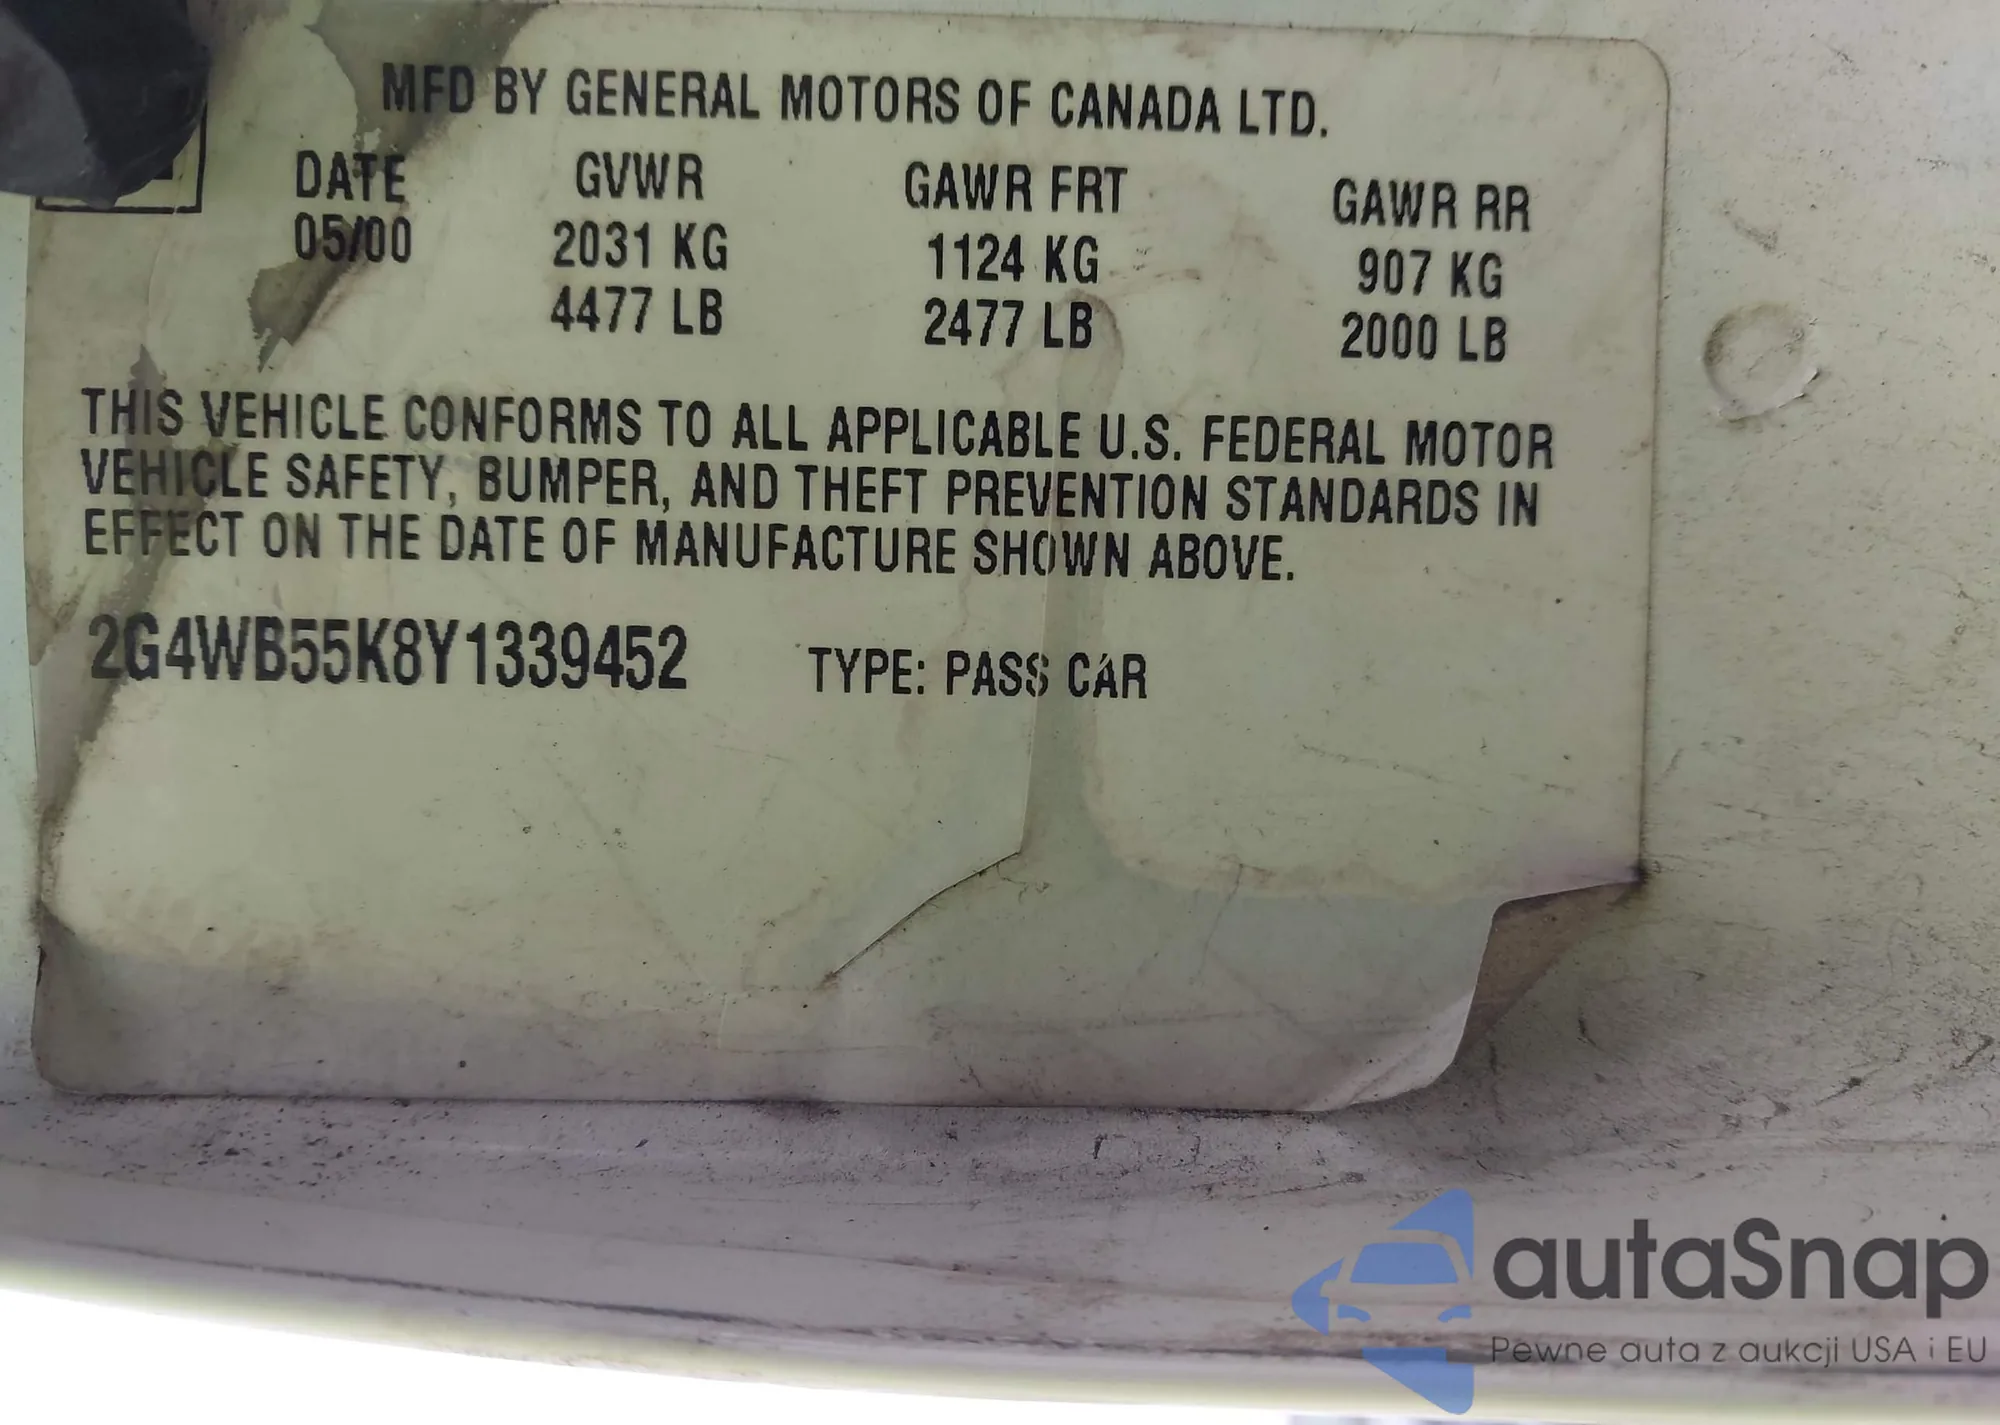 MFD BY GENERAL MOTORS OF CANADA LTD.
DATE GVWR GAWR FRT GAWR RR
05/00 2031 KG 1124 KG 907 KG
4477 LB 2477 LB 2000 LB
THIS VEHICLE CONFORMS TO ALL APPLICABLE U.S. FEDERAL MOTOR
VEHICLE SAFETY, BUMPER, AND THEFT PREVENTION STANDARDS IN
EFFECT ON THE DATE OF MANUFACTURE SHOWN ABOVE.
2G4WB55K8Y1339452 TYPE: PASS CAR
autaSnap
Pewne auta z aukcji USA i EU